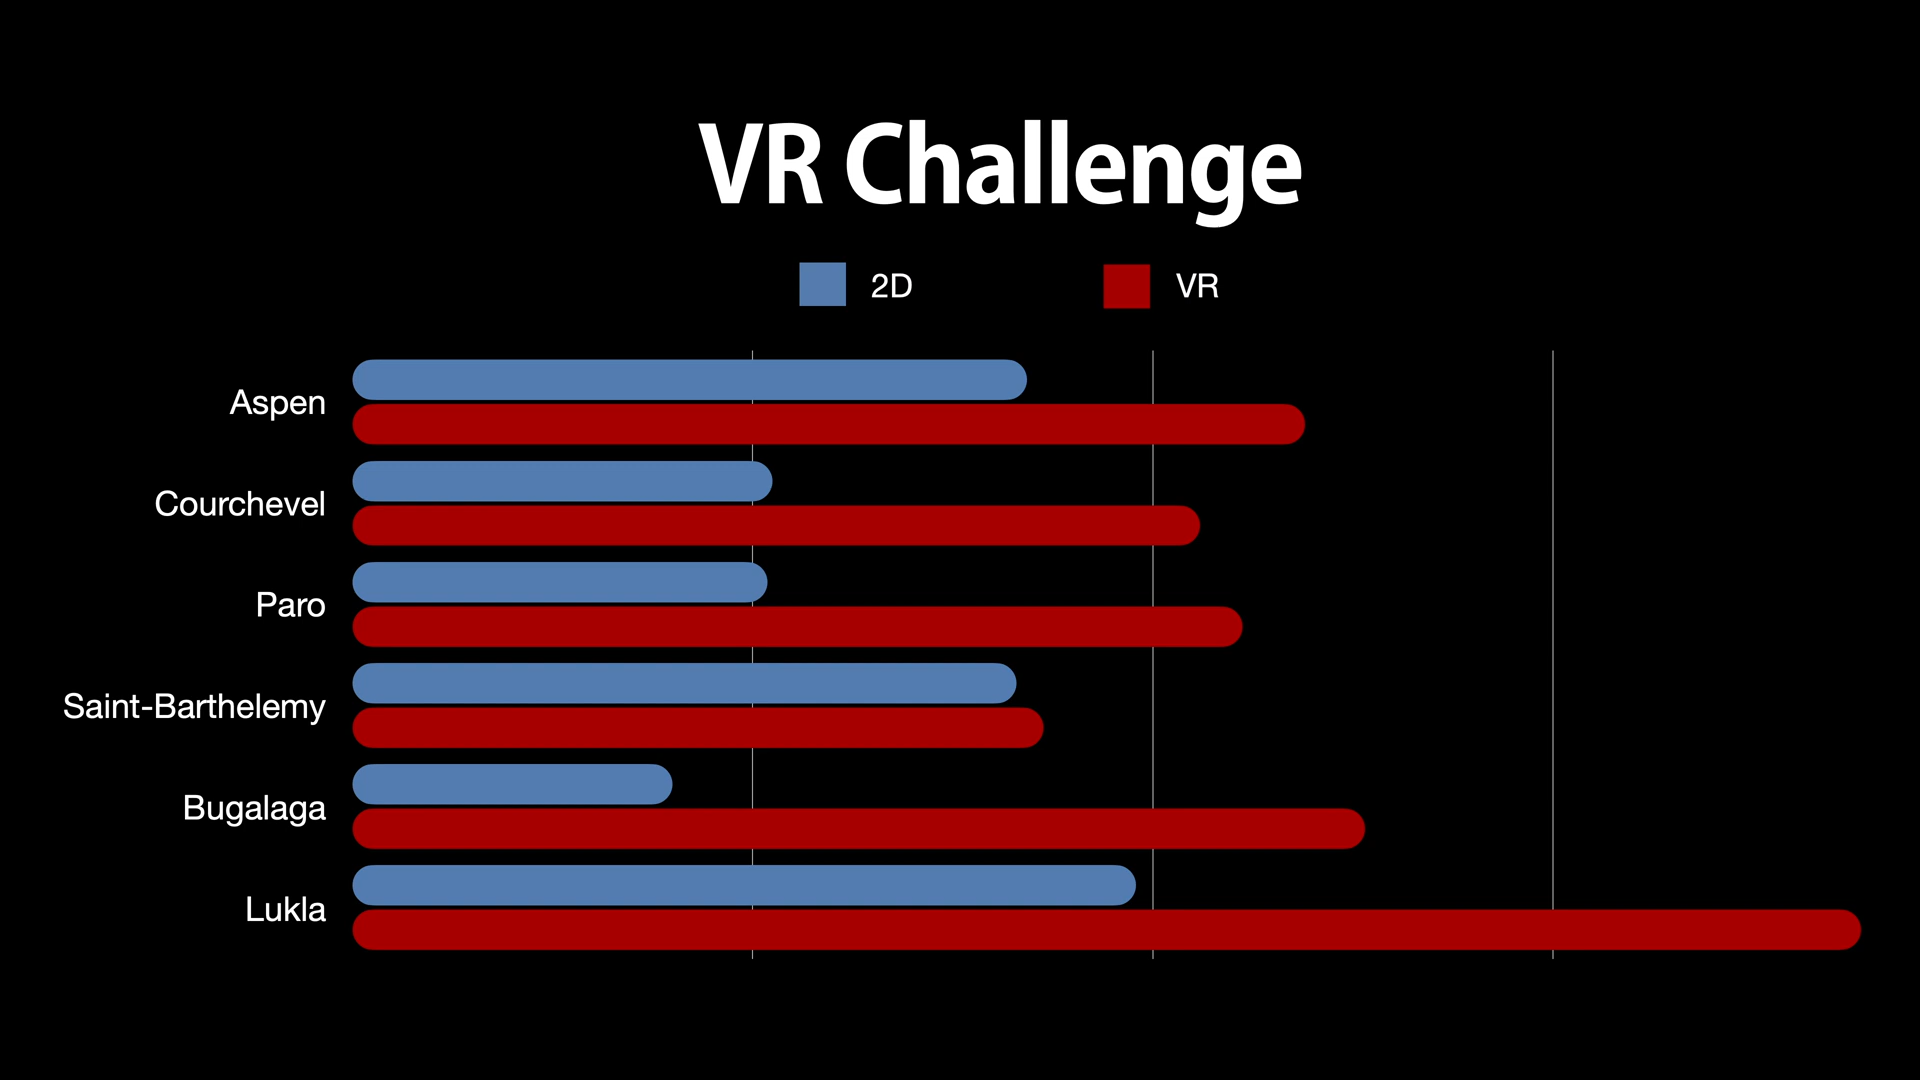 VR Challenge
2D
VR
Aspen
Courchevel
Paro
Saint-Barthelemy
Bugalaga
Lukla